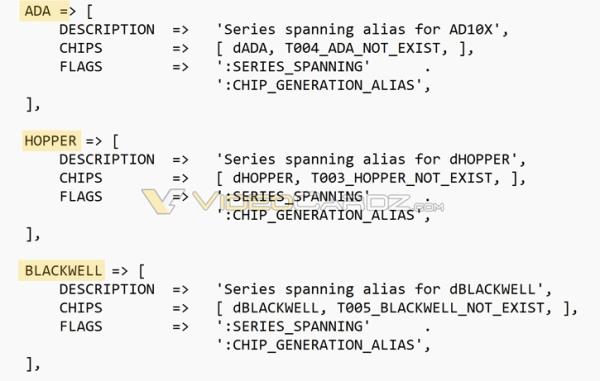 ADA => [
DESCRIPTION => 'Series spanning alias for AD10X',
CHIPS => [ dADA, T004_ADA_NOT_EXIST, ],
FLAGS => ':SERIES_SPANNING' .
':CHIP_GENERATION_ALIAS',
],
HOPPER => [
DESCRIPTION => 'Series spanning alias for dHOPPER',
CHIPS => [ dHOPPER, T003_HOPPER_NOT_EXIST, ],
FLAGS => ':SERIES_SPANNING' .
VIDEOCARDZ.COM
':CHIP_GENERATION_ALIAS',
],
BLACKWELL => [
DESCRIPTION => 'Series spanning alias for dBLACKWELL',
CHIPS => [ dBLACKWELL, T005_BLACKWELL_NOT_EXIST, ],
FLAGS => ':SERIES_SPANNING' .
':CHIP_GENERATION_ALIAS',
],